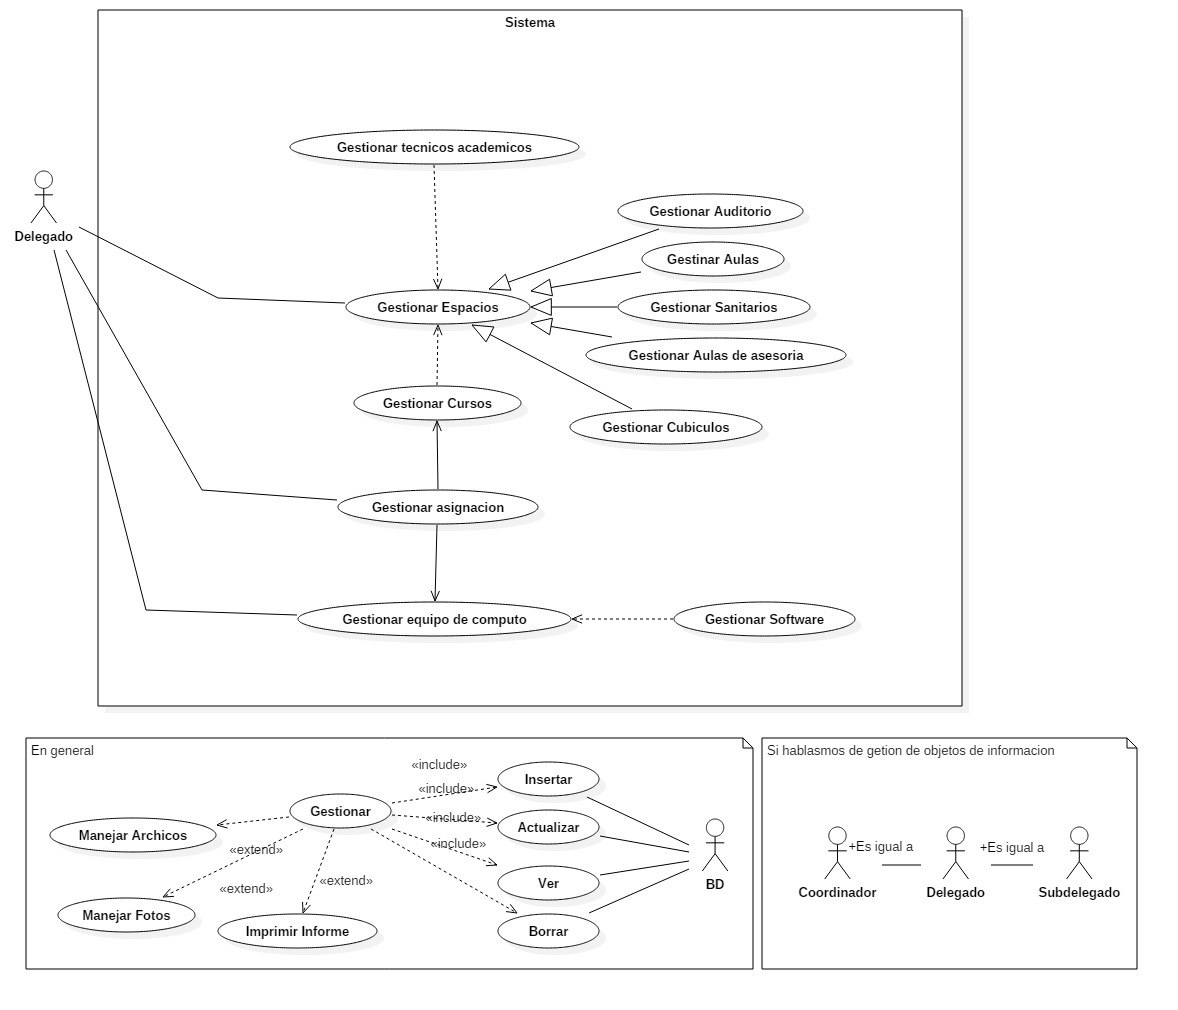 Sistema
Gestionar tecnicos academicos
Delegado
Gestionar Auditorio
Gestinar Aulas
Gestionar Espacios
Gestionar Sanitarios
Gestionar Aulas de asesoria
Gestionar Cursos
Gestionar Cubiculos
Gestionar asignacion
Gestionar equipo de computo
Gestionar Software
En general
«include»
Insertar
«include»
Gestionar
«include»
Actualizar
Manejar Archicos
«include»
«extend»
Ver
BD
«extend»
«extend»
Manejar Fotos
Imprimir Informe
Borrar
Si hablasmos de getion de objetos de informacion
+Es igual a
+Es igual a
Coordinador
Delegado
Subdelegado